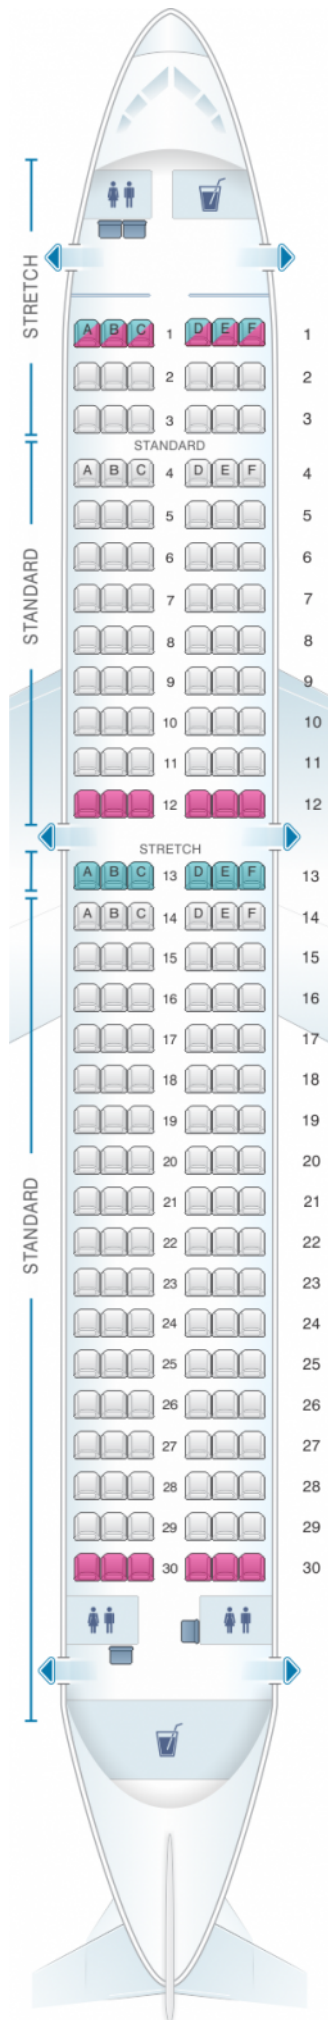 STRETCH
A B C 1 D E F 1
2 2
3 3
STANDARD
STANDARD
A B C 4 D E F 4
5 5
6 6
7 7
8 8
9 9
10 10
11 11
12 12
STRETCH
A B C 13 D E F 13
A B C 14 D E F 14
15 15
16 16
17 17
18 18
19 19
20 20
STANDARD
21 21
22 22
23 23
24 24
25 25
26 26
27 27
28 28
29 29
30 30